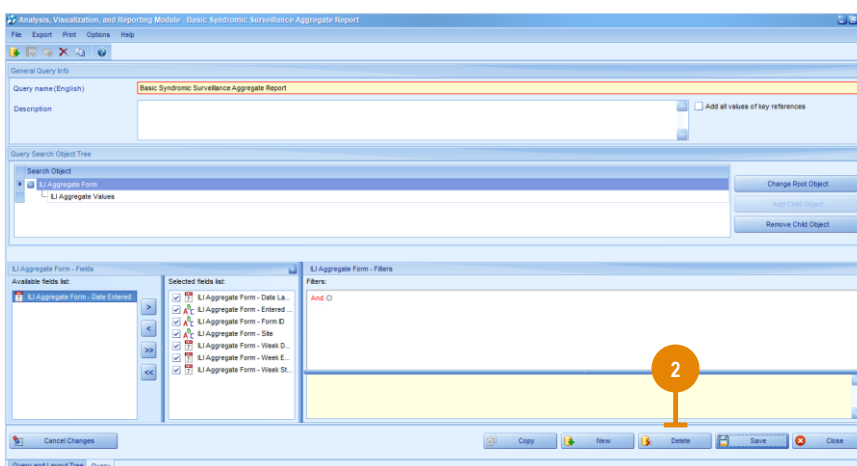 Analysis, Visualization, and Reporting Module - Basic Syndromic Surveillance Aggregate Report
File Export Print Options Help
General Query Info
Query name (English) Basic Syndromic Surveillance Aggregate Report
Description Add all values of key references
Query Search Object Tree
Search Object
ILI Aggregate Form
ILI Aggregate Values
Change Root Object
Add Child Object
Remove Child Object
ILI Aggregate Form - Fields ILI Aggregate Form - Filters
Available fields list: Selected fields list: Filters:
ILI Aggregate Form - Date Entered
ILI Aggregate Form - Date La...
ILI Aggregate Form - Entered ...
ILI Aggregate Form - Form ID
ILI Aggregate Form - Site
ILI Aggregate Form - Week D...
ILI Aggregate Form - Week E...
ILI Aggregate Form - Week St...
>
<
>>
<<
And
2
Cancel Changes Copy New Delete Save Close
Query and Layout Tree Query